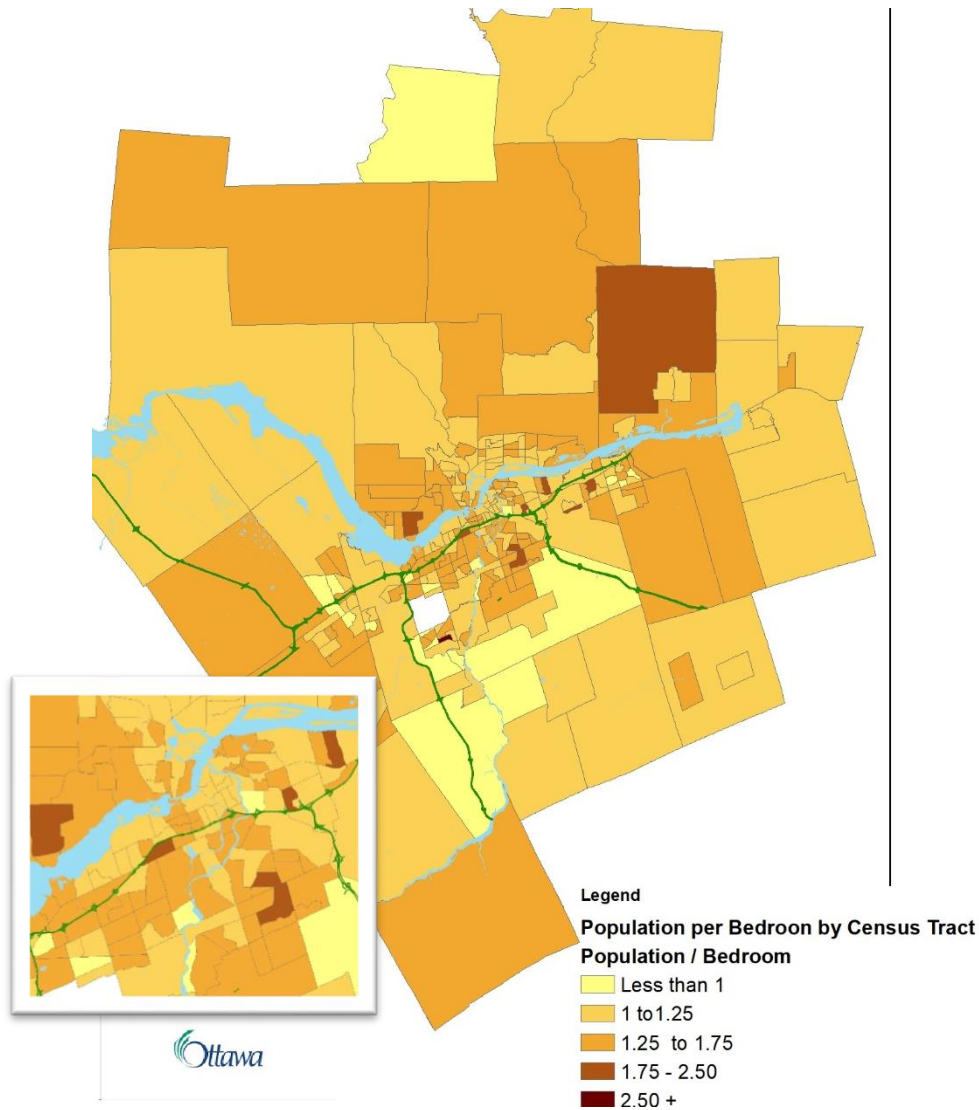 Legend
Population per Bedroon by Census Tract
Population / Bedroom
Less than 1
1 to1.25
1.25 to 1.75
1.75 - 2.50
2.50 +
Ottawa